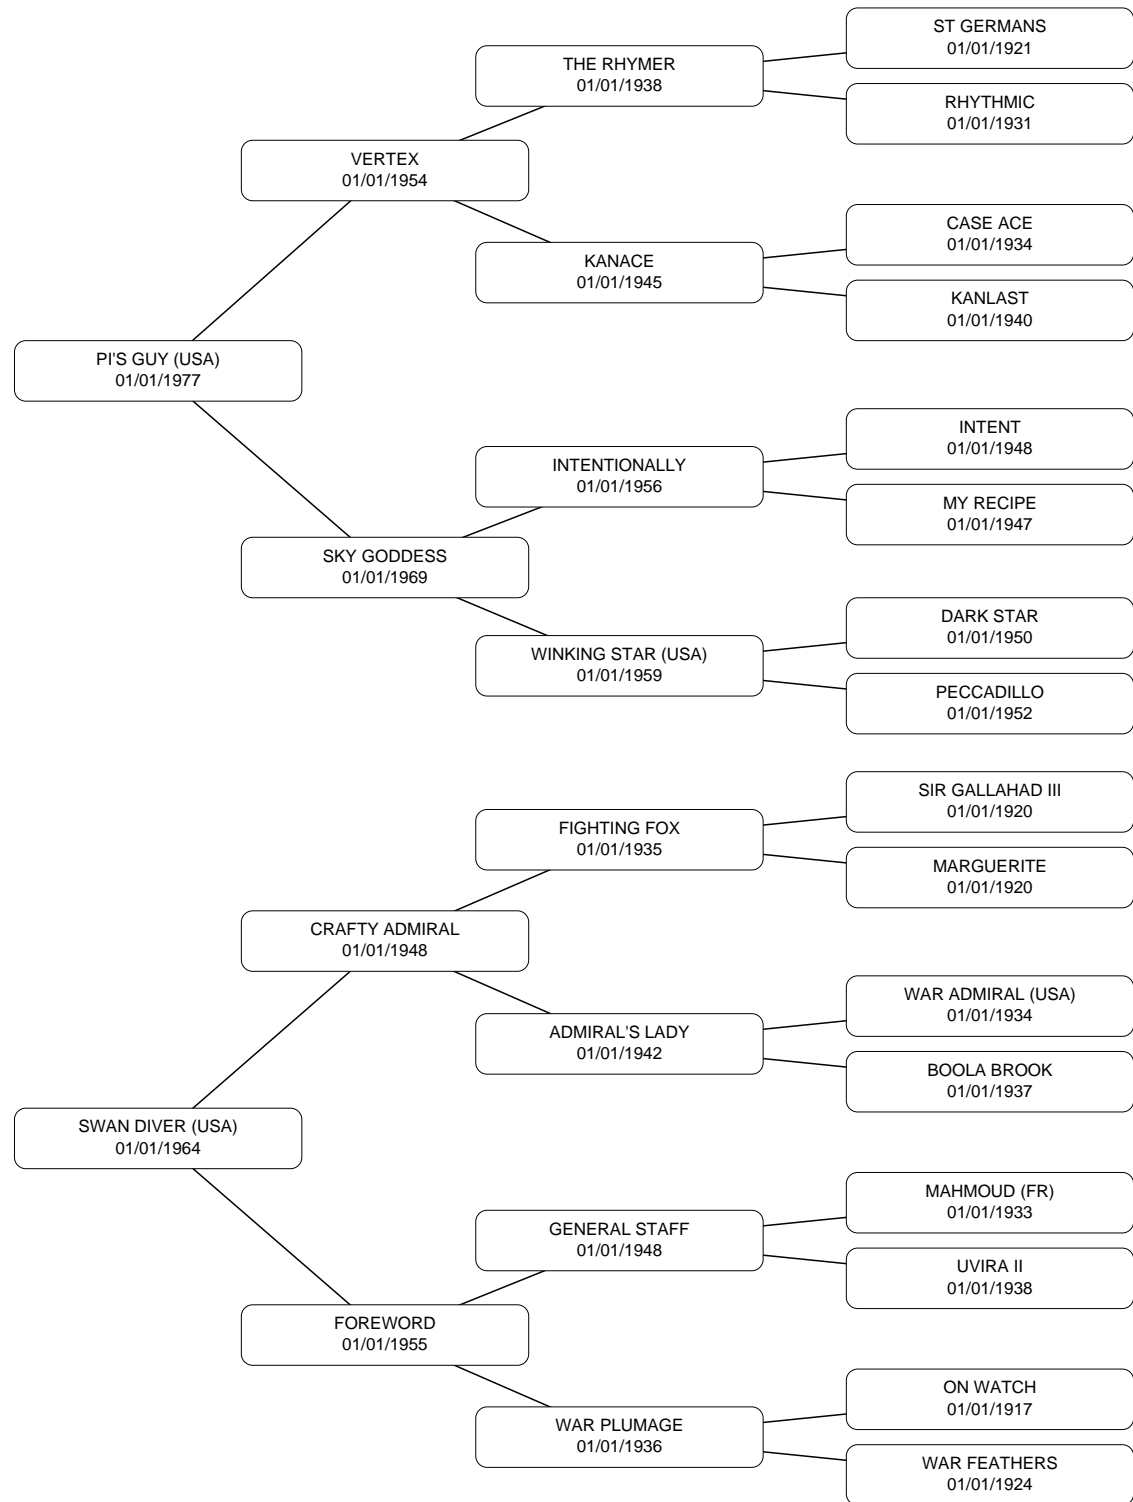 ST GERMANS
01/01/1921
THE RHYMER
01/01/1938
RHYTHMIC
01/01/1931
VERTEX
01/01/1954
CASE ACE
01/01/1934
KANACE
01/01/1945
KANLAST
01/01/1940
PI'S GUY (USA)
01/01/1977
INTENT
01/01/1948
INTENTIONALLY
01/01/1956
MY RECIPE
01/01/1947
SKY GODDESS
01/01/1969
DARK STAR
01/01/1950
WINKING STAR (USA)
01/01/1959
PECCADILLO
01/01/1952
SIR GALLAHAD III
01/01/1920
FIGHTING FOX
01/01/1935
MARGUERITE
01/01/1920
CRAFTY ADMIRAL
01/01/1948
WAR ADMIRAL (USA)
01/01/1934
ADMIRAL'S LADY
01/01/1942
BOOLA BROOK
01/01/1937
SWAN DIVER (USA)
01/01/1964
MAHMOUD (FR)
01/01/1933
GENERAL STAFF
01/01/1948
UVIRA II
01/01/1938
FOREWORD
01/01/1955
ON WATCH
01/01/1917
WAR PLUMAGE
01/01/1936
WAR FEATHERS
01/01/1924